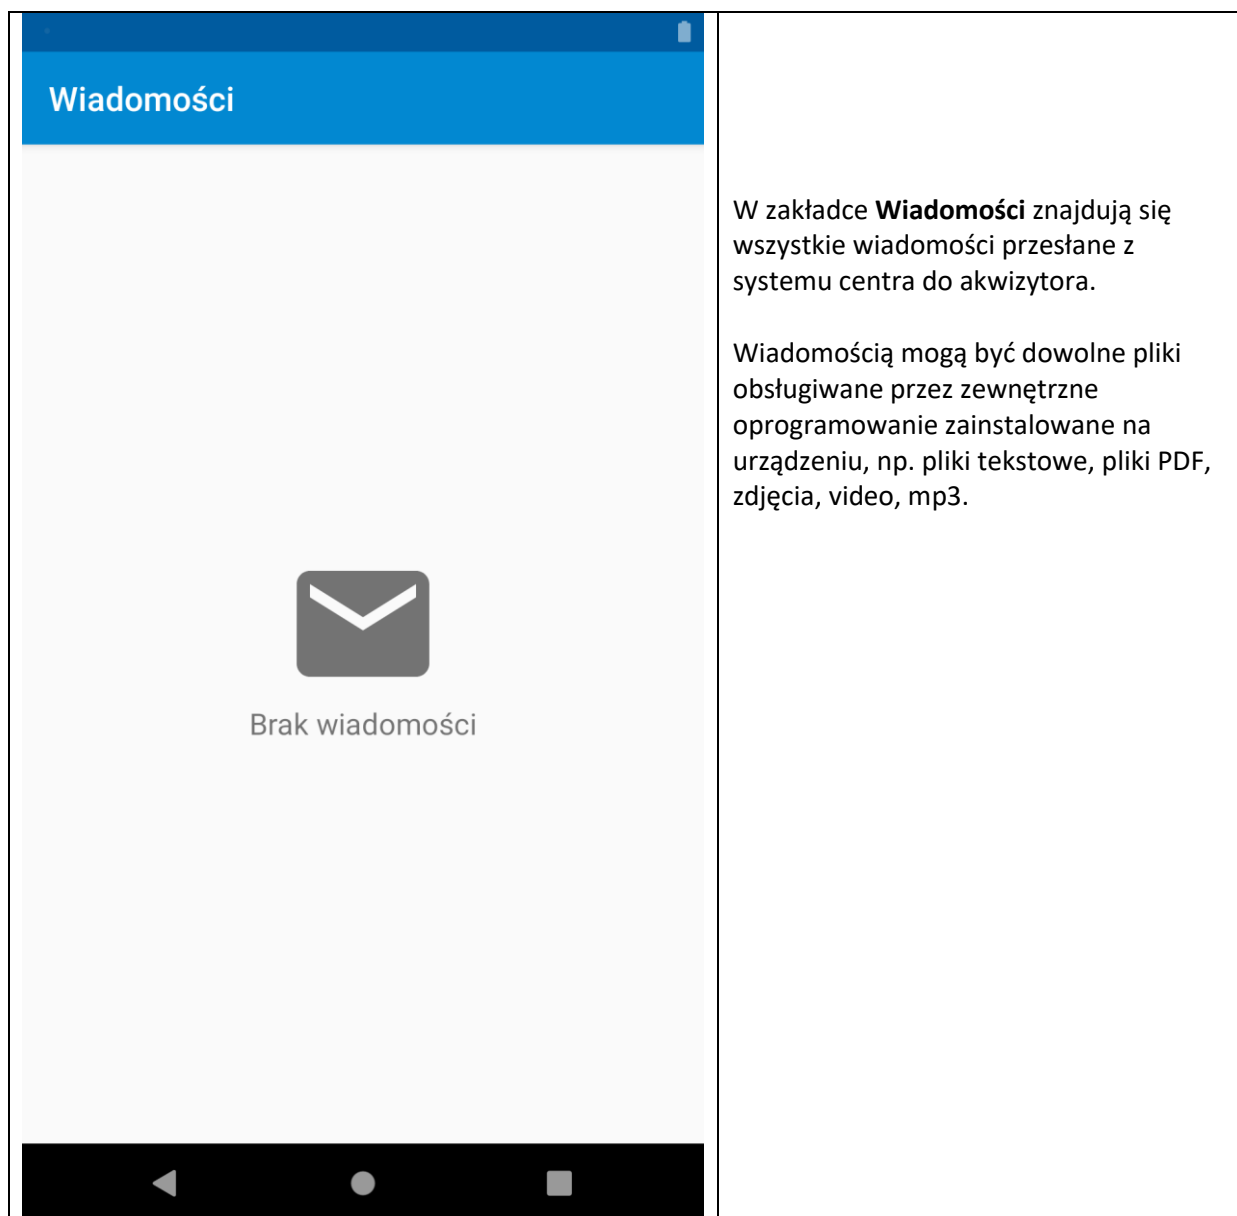 Wiadomości
Brak wiadomości
W zakładce Wiadomości znajdują się
wszystkie wiadomości przesłane z
systemu centra do akwizytora.
Wiadomością mogą być dowolne pliki
obsługiwane przez zewnętrzne
oprogramowanie zainstalowane na
urządzeniu, np. pliki tekstowe, pliki PDF,
zdjęcia, video, mp3.